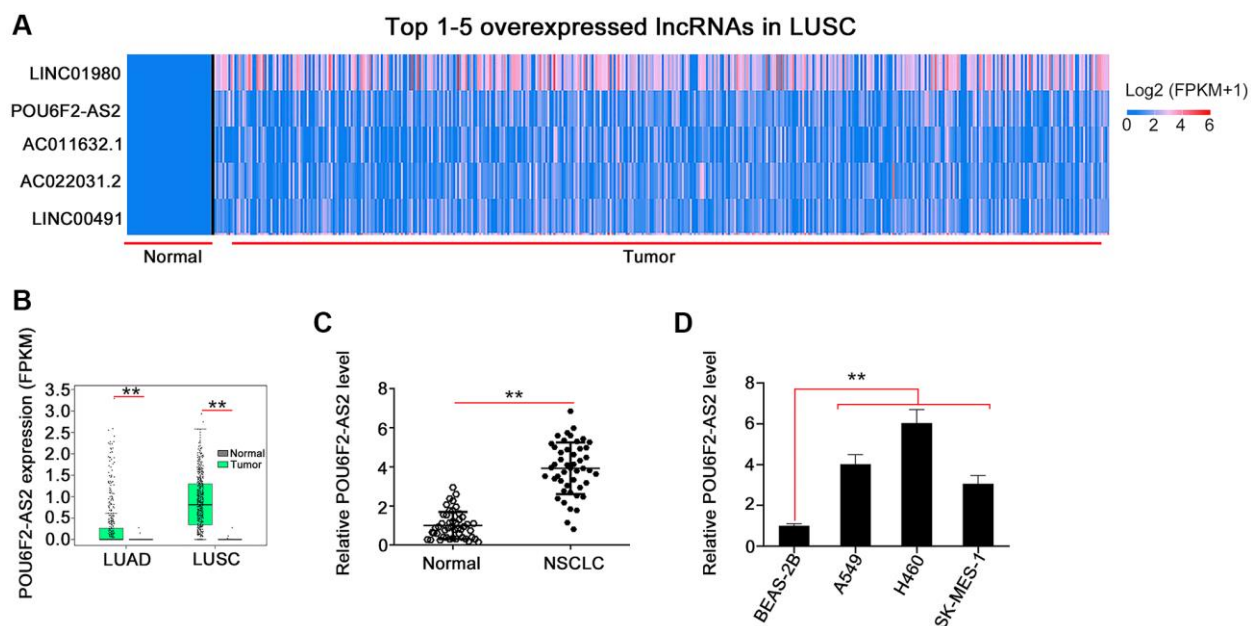 A
Top 1-5 overexpressed lncRNAs in LUSC
LINC01980
POU6F2-AS2
AC011632.1
AC022031.2
LINC00491
Log2 (FPKM+1)
0 2 4 6
Normal
Tumor
B
POU6F2-AS2 expression (FPKM)
3.5
3.0
2.5
2.0
1.5
1.0
0.5
0.0
**
**
Normal
Tumor
LUAD
LUSC
C
Relative POU6F2-AS2 level
8
6
4
2
0
**
Normal
NSCLC
D
Relative POU6F2-AS2 level
8
6
4
2
0
**
BEAS-2B
A549
H460
SK-MES-1